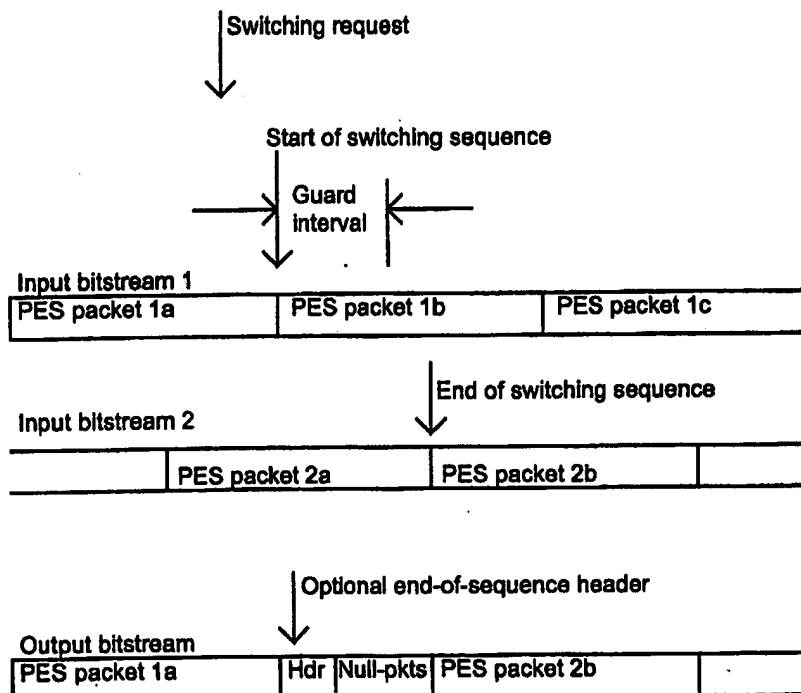 Switching request
Start of switching sequence
Guard
interval
Input bitstream 1
PES packet 1a PES packet 1b PES packet 1c
End of switching sequence
Input bitstream 2
PES packet 2a PES packet 2b
Optional end-of-sequence header
Output bitstream
PES packet 1a Hdr Null-pkts PES packet 2b